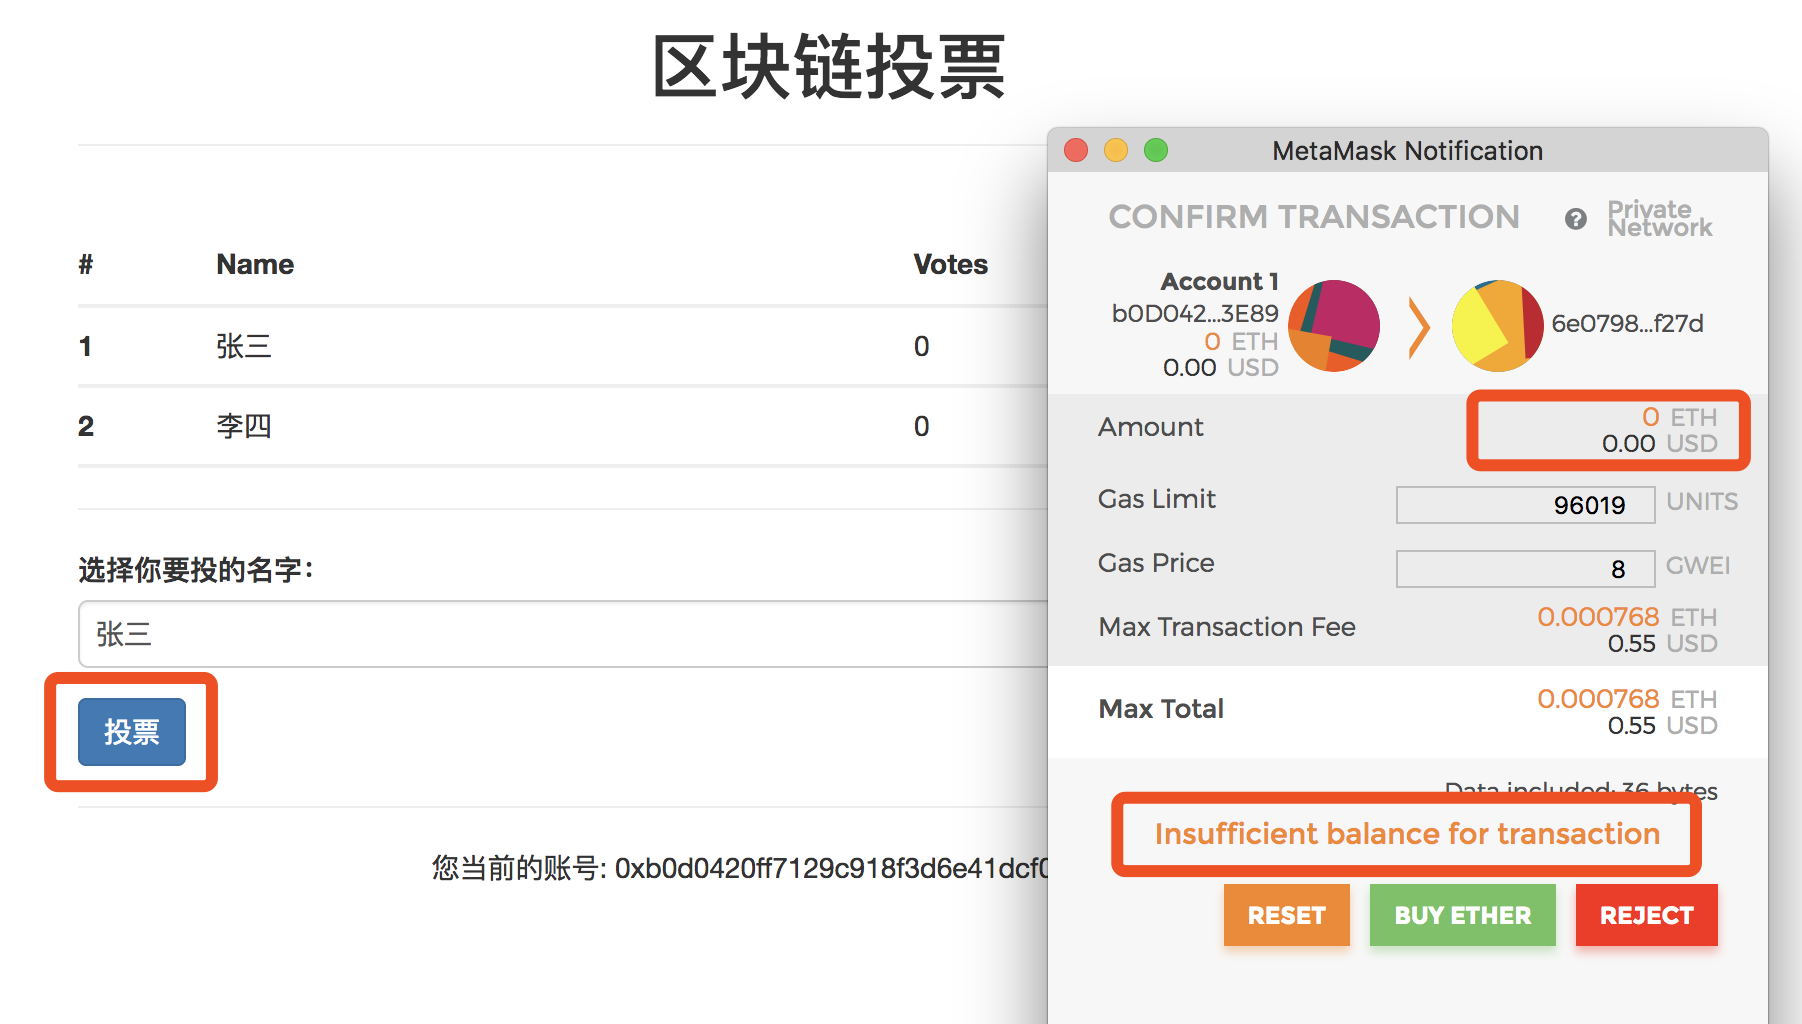 区块链投票
# Name Votes
1 张三 0
2 李四 0
选择你要投的名字：
张三
投票
您当前的账号: 0xb0d0420ff7129c918f3d6e41dcf0
MetaMask Notification
CONFIRM TRANSACTION
Private
Network
Account 1
b0D042...3E89
0 ETH
0.00 USD
6e0798...f27d
Amount
0 ETH
0.00 USD
Gas Limit
96019 UNITS
Gas Price
8 GWEI
Max Transaction Fee
0.000768 ETH
0.55 USD
Max Total
0.000768 ETH
0.55 USD
Data included: 36 bytes
Insufficient balance for transaction
RESET BUY ETHER REJECT